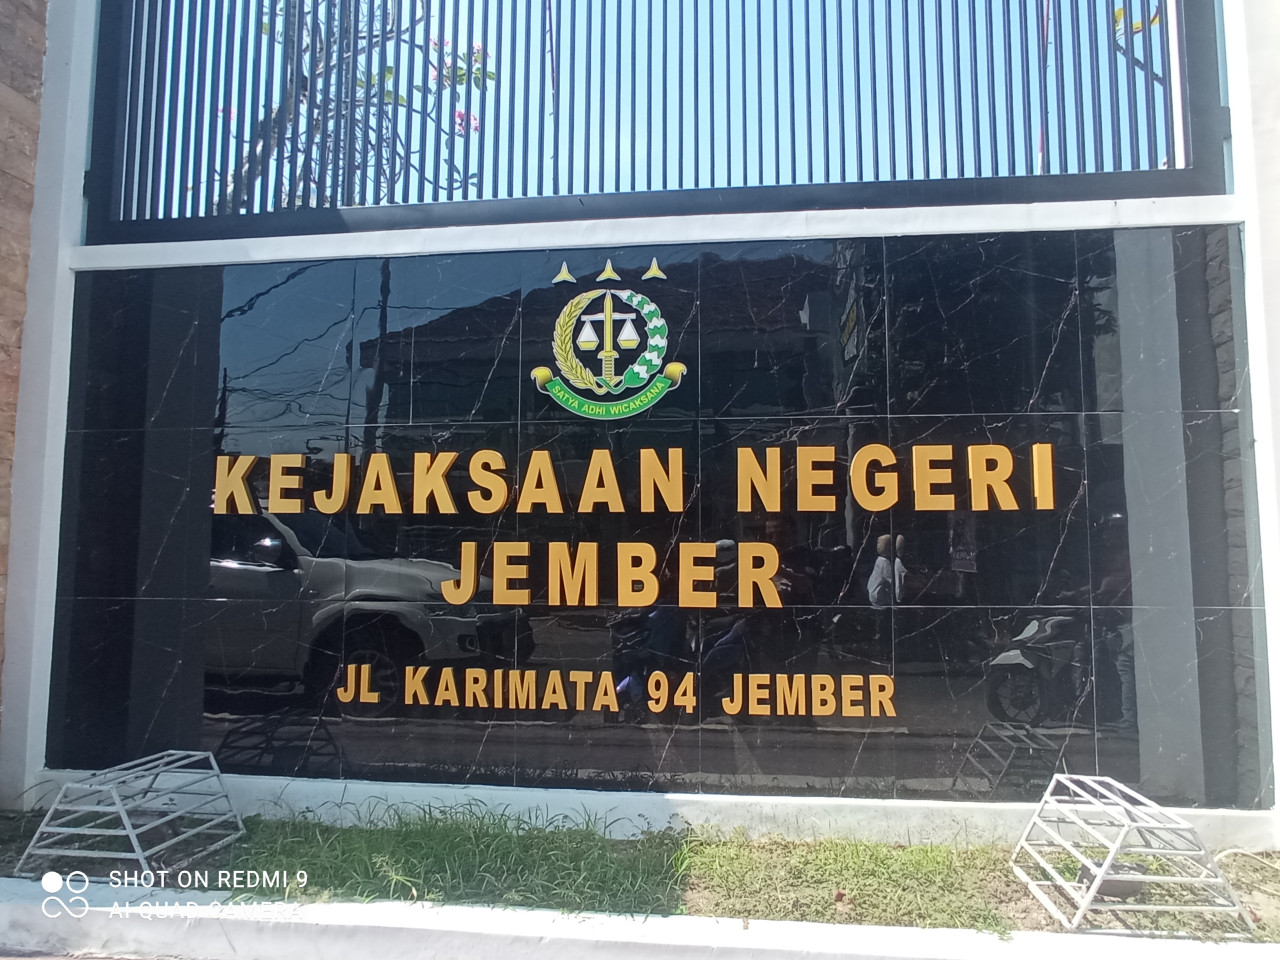 SATYA ADHI WICAKSANA
KEJAKSAAN NEGERI
JEMBER
JL KARIMATA 94 JEMBER
SHOT ON REDMI 9
AI QUAD CAMERA